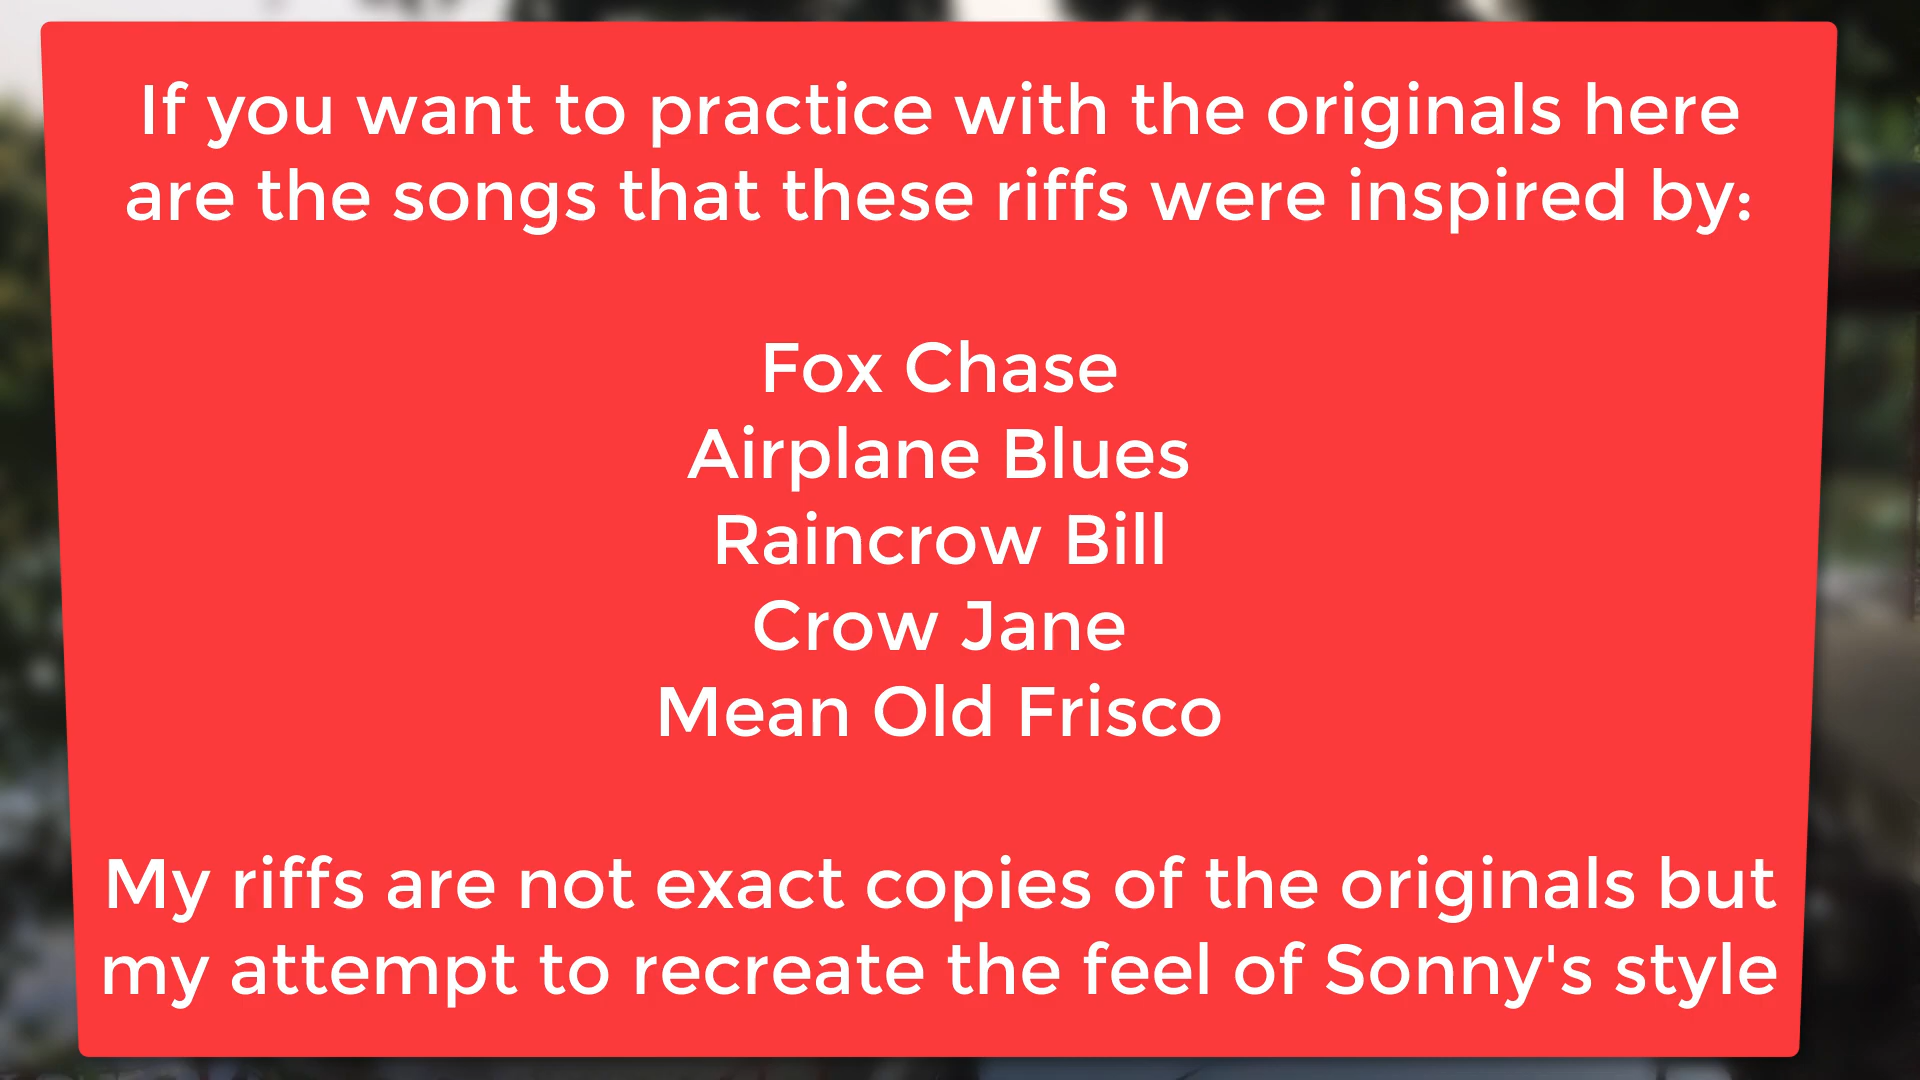 If you want to practice with the originals here
are the songs that these riffs were inspired by:
Fox Chase
Airplane Blues
Raincrow Bill
Crow Jane
Mean Old Frisco
My riffs are not exact copies of the originals but
my attempt to recreate the feel of Sonny's style